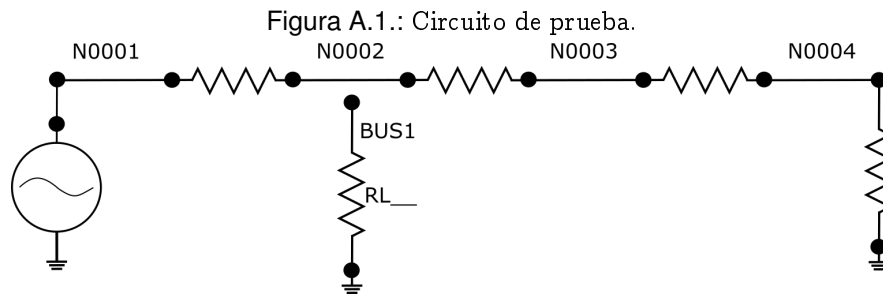 Figura A.1.: Circuito de prueba.
N0001 N0002 N0003 N0004
BUS1
RL__